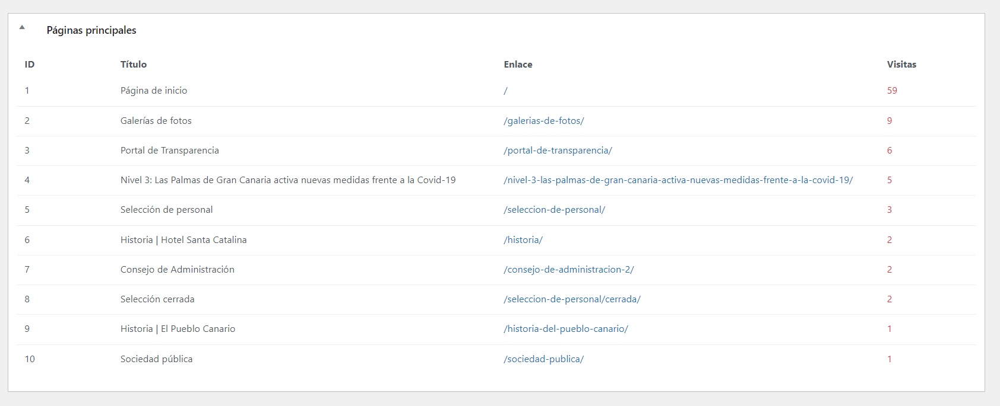 Páginas principales
ID Título Enlace Visitas
1 Página de inicio / 59
2 Galerías de fotos /galerias-de-fotos/ 9
3 Portal de Transparencia /portal-de-transparencia/ 6
4 Nivel 3: Las Palmas de Gran Canaria activa nuevas medidas frente a la Covid-19 /nivel-3-las-palmas-de-gran-canaria-activa-nuevas-medidas-frente-a-la-covid-19/ 5
5 Selección de personal /seleccion-de-personal/ 3
6 Historia | Hotel Santa Catalina /historia/ 2
7 Consejo de Administración /consejo-de-administracion-2/ 2
8 Selección cerrada /seleccion-de-personal/cerrada/ 2
9 Historia | El Pueblo Canario /historia-del-pueblo-canario/ 1
10 Sociedad pública /sociedad-publica/ 1